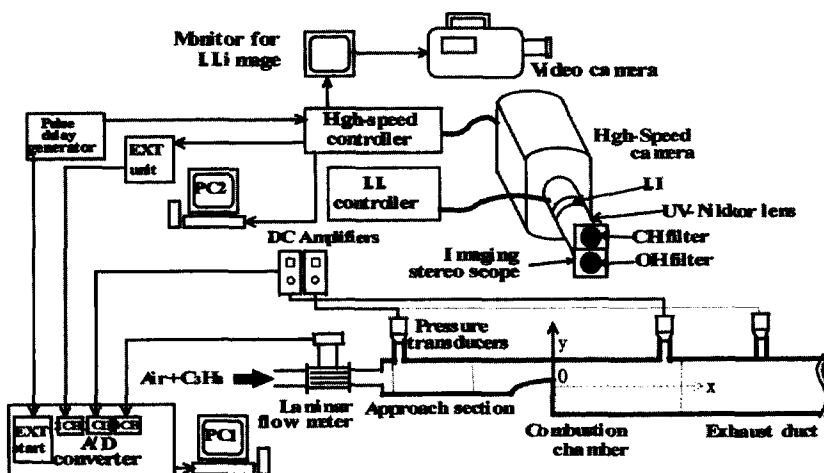 Monitor for
I.I.image
Video camera
Pulse
delay
generator
EXT
unit
High-speed
controller
High-Speed
camera
PC2
I.I.
controller
I.I
UV-Nikkor lens
CH filter
OH filter
Imaging
stereo scope
DC Amplifiers
Pressure
transducers
y
0
x
Air+C3H8
Laminar
flow meter
Approach section
Combustion
chamber
Exhaust duct
EXT
start
CH
CH
CH
A/D
converter
PC1